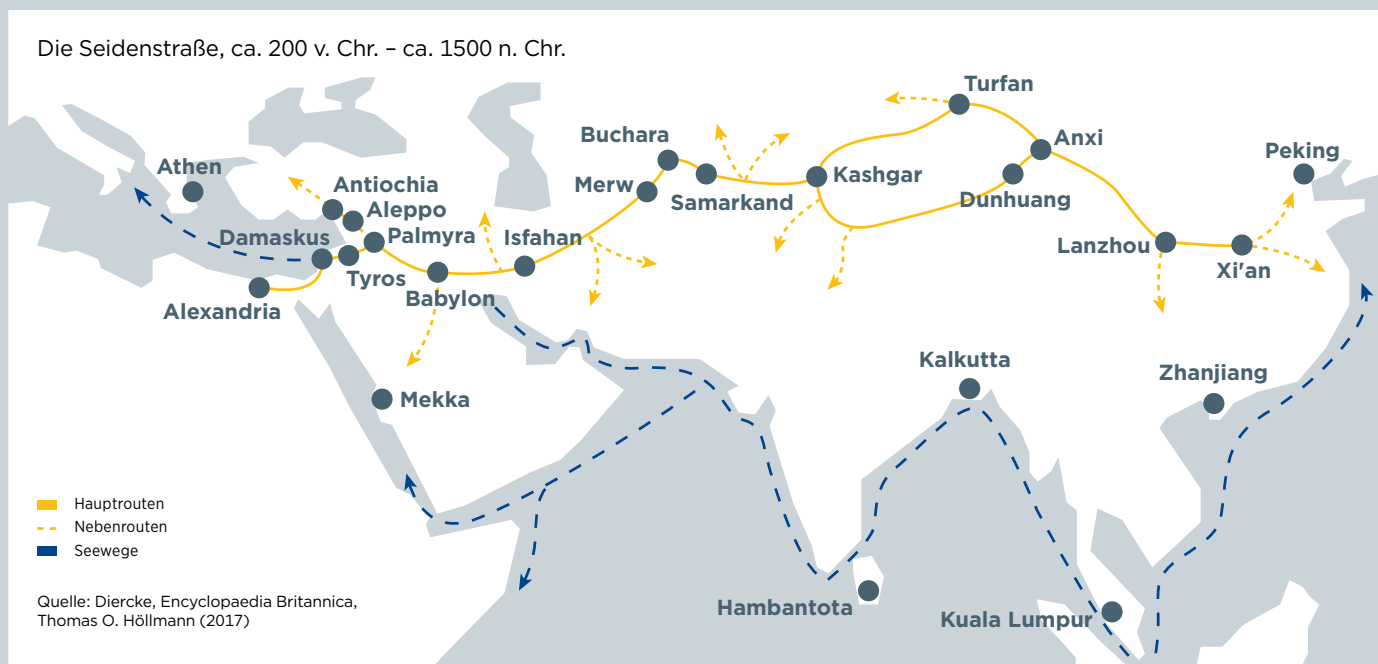 Die Seidenstraße, ca. 200 v. Chr. – ca. 1500 n. Chr.
Turfan
Buchara
Anxi
Athen
Peking
Antiochia
Merw
Kashgar
Samarkand
Dunhuang
Aleppo
Damaskus
Palmyra
Isfahan
Lanzhou
Xi'an
Tyros
Babylon
Alexandria
Kalkutta
Zhanjiang
Mekka
Hauptrouten
Nebenrouten
Seewege
Quelle: Diercke, Encyclopaedia Britannica,
Thomas O. Höllmann (2017)
Hambantota
Kuala Lumpur